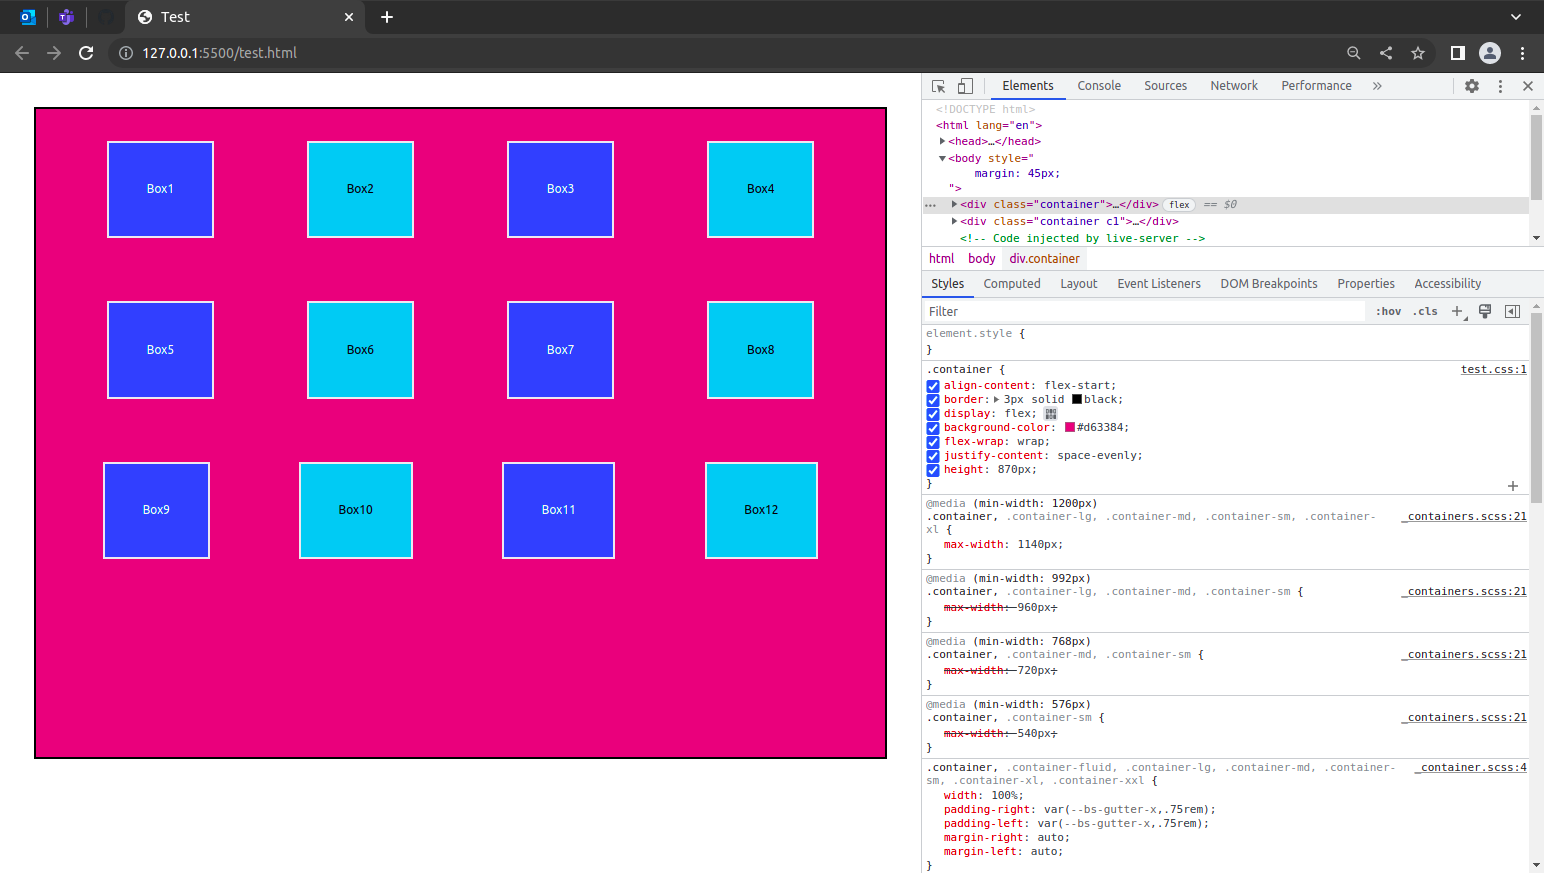 Test
127.0.0.1:5500/test.html
Box1 Box2 Box3 Box4
Box5 Box6 Box7 Box8
Box9 Box10 Box11 Box12
Elements Console Sources Network Performance »
<!DOCTYPE html>
<html lang="en">
<head>…</head>
<body style="
margin: 45px;
">
<div class="container">…</div> flex == $0
<div class="container c1">…</div>
<!-- Code injected by live-server -->
html body div.container
Styles Computed Layout Event Listeners DOM Breakpoints Properties Accessibility
Filter :hov .cls
element.style {
}
.container { test.css:1
align-content: flex-start;
border: 3px solid black;
display: flex;
background-color: #d63384;
flex-wrap: wrap;
justify-content: space-evenly;
height: 870px;
}
@media (min-width: 1200px)
.container, .container-lg, .container-md, .container-sm, .container- _containers.scss:21
xl {
max-width: 1140px;
}
@media (min-width: 992px)
.container, .container-lg, .container-md, .container-sm { _containers.scss:21
max-width: 960px;
}
@media (min-width: 768px)
.container, .container-md, .container-sm { _containers.scss:21
max-width: 720px;
}
@media (min-width: 576px)
.container, .container-sm { _containers.scss:21
max-width: 540px;
}
.container, .container-fluid, .container-lg, .container-md, .container- _container.scss:4
sm, .container-xl, .container-xxl {
width: 100%;
padding-right: var(--bs-gutter-x,.75rem);
padding-left: var(--bs-gutter-x,.75rem);
margin-right: auto;
margin-left: auto;
}